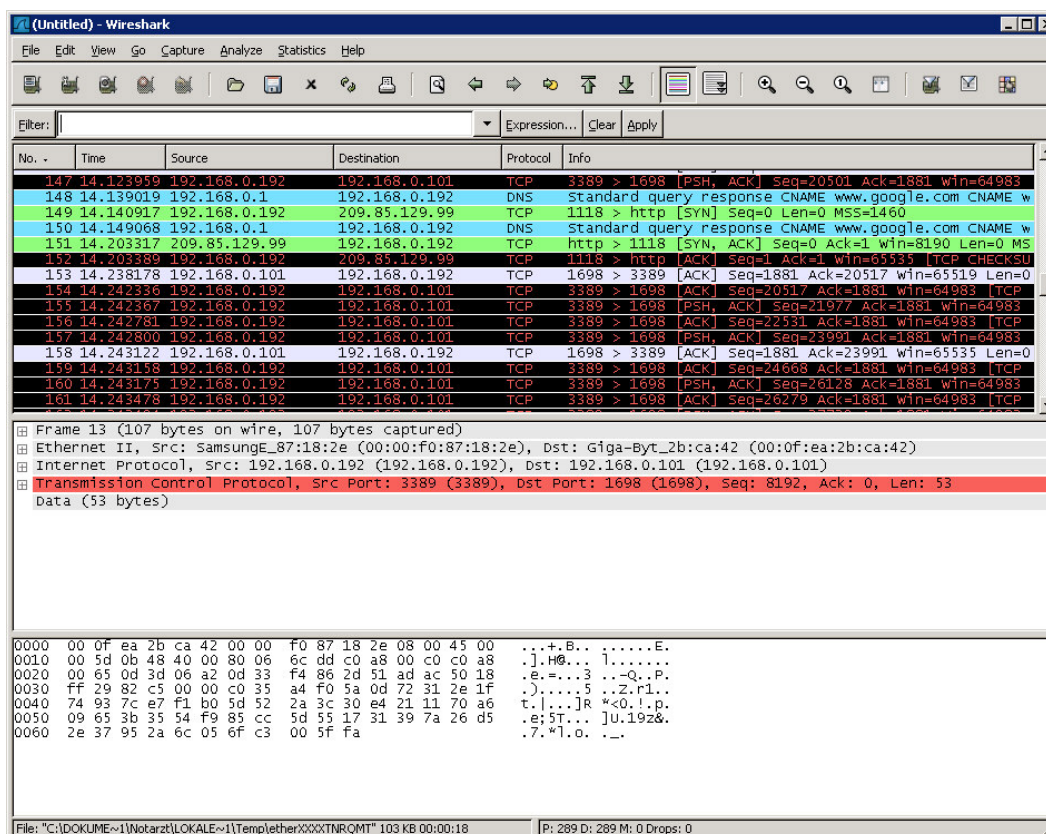 (Untitled) - Wireshark
File Edit View Go Capture Analyze Statistics Help
Filter: Expression... Clear Apply
No. Time Source Destination Protocol Info
147 14.123959 192.168.0.192 192.168.0.101 TCP 3389 > 1698 [PSH, ACK] Seq=20501 Ack=1881 Win=64983
148 14.139019 192.168.0.1 192.168.0.192 DNS Standard query response CNAME www.google.com CNAME w
149 14.140917 192.168.0.192 209.85.129.99 TCP 1118 > http [SYN] Seq=0 Len=0 MSS=1460
150 14.149068 192.168.0.1 192.168.0.192 DNS Standard query response CNAME www.google.com CNAME w
151 14.203317 209.85.129.99 192.168.0.192 TCP http > 1118 [SYN, ACK] Seq=0 Ack=1 Win=8190 Len=0 MS
152 14.203389 192.168.0.192 209.85.129.99 TCP 1118 > http [ACK] Seq=1 Ack=1 Win=65535 [TCP CHECKSU
153 14.238178 192.168.0.101 192.168.0.192 TCP 1698 > 3389 [ACK] Seq=1881 Ack=20517 Win=65519 Len=0
154 14.242336 192.168.0.192 192.168.0.101 TCP 3389 > 1698 [ACK] Seq=20517 Ack=1881 Win=64983 [TCP
155 14.242367 192.168.0.192 192.168.0.101 TCP 3389 > 1698 [PSH, ACK] Seq=21977 Ack=1881 Win=64983
156 14.242781 192.168.0.192 192.168.0.101 TCP 3389 > 1698 [ACK] Seq=22531 Ack=1881 Win=64983 [TCP
157 14.242800 192.168.0.192 192.168.0.101 TCP 3389 > 1698 [PSH, ACK] Seq=23991 Ack=1881 Win=64983
158 14.243122 192.168.0.101 192.168.0.192 TCP 1698 > 3389 [ACK] Seq=1881 Ack=23991 Win=65535 Len=0
159 14.243158 192.168.0.192 192.168.0.101 TCP 3389 > 1698 [ACK] Seq=24668 Ack=1881 Win=64983 [TCP
160 14.243175 192.168.0.192 192.168.0.101 TCP 3389 > 1698 [PSH, ACK] Seq=26128 Ack=1881 Win=64983
161 14.243478 192.168.0.192 192.168.0.101 TCP 3389 > 1698 [ACK] Seq=26279 Ack=1881 Win=64983 [TCP
Frame 13 (107 bytes on wire, 107 bytes captured)
Ethernet II, Src: SamsungE_87:18:2e (00:00:f0:87:18:2e), Dst: Giga-Byt_2b:ca:42 (00:0f:ea:2b:ca:42)
Internet Protocol, Src: 192.168.0.192 (192.168.0.192), Dst: 192.168.0.101 (192.168.0.101)
Transmission Control Protocol, Src Port: 3389 (3389), Dst Port: 1698 (1698), Seq: 8192, Ack: 0, Len: 53
Data (53 bytes)
0000 00 0f ea 2b ca 42 00 00 f0 87 18 2e 08 00 45 00 ...+.B.. ......E.
0010 00 5d 0b 48 40 00 80 06 6c dd c0 a8 00 c0 c0 a8 .].H@... l.......
0020 00 65 0d 3d 06 a2 0d 33 f4 86 2d 51 ad ac 50 18 .e.=...3 ..-Q..P.
0030 ff 29 82 c5 00 00 c0 35 a4 f0 5a 0d 72 31 2e 1f .).....5 ..Z.r1..
0040 74 93 7c e7 f1 b0 5d 52 2a 3c 30 e4 21 11 70 a6 t.|...]R *<0.!.p.
0050 09 65 3b 35 54 f9 85 cc 5d 55 17 31 39 7a 26 d5 .e;5T... ]U.19z&.
0060 2e 37 95 2a 6c 05 6f c3 00 5f fa .7.*l.o. ._.
File: "C:\DOKUME~1\Notarzt\LOKALE~1\Temp\etherXXXXTNRQMT" 103 KB 00:00:18 P: 289 D: 289 M: 0 Drops: 0